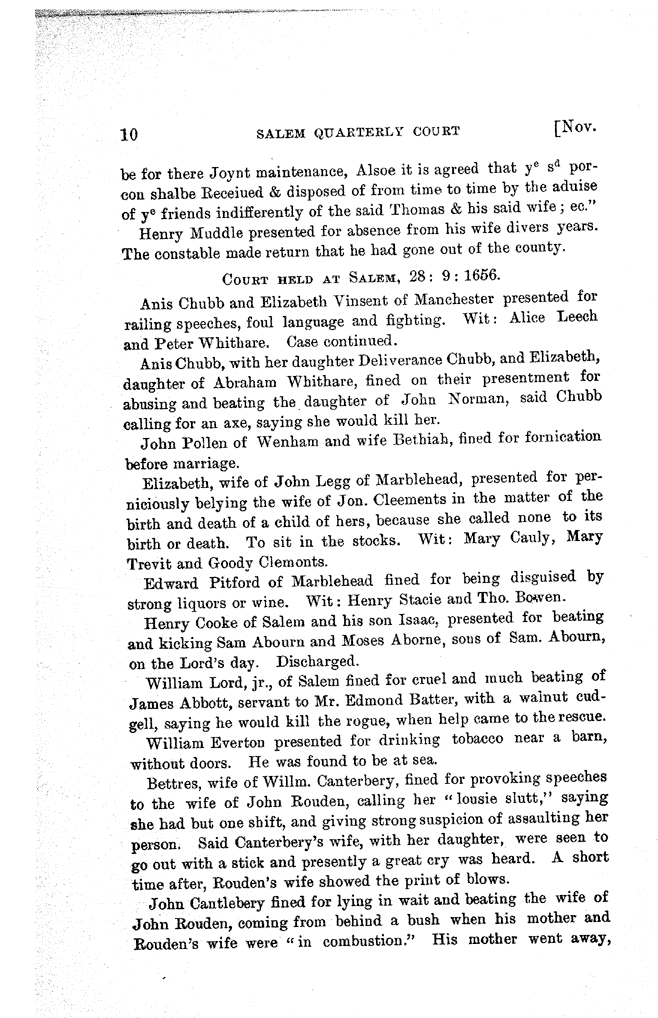 10 SALEM QUARTERLY COURT [Nov.
be for there Joynt maintenance, Alsoe it is agreed that yᵉ sᵈ por-
con shalbe Receiued & disposed of from time to time by the aduise
of yᵉ friends indifferently of the said Thomas & his said wife; ec."
Henry Muddle presented for absence from his wife divers years.
The constable made return that he had gone out of the county.
COURT HELD AT SALEM, 28: 9: 1656.
Anis Chubb and Elizabeth Vinsent of Manchester presented for
railing speeches, foul language and fighting. Wit: Alice Leech
and Peter Whithare. Case continued.
Anis Chubb, with her daughter Deliverance Chubb, and Elizabeth,
daughter of Abraham Whithare, fined on their presentment for
abusing and beating the daughter of John Norman, said Chubb
calling for an axe, saying she would kill her.
John Pollen of Wenham and wife Bethiah, fined for fornication
before marriage.
Elizabeth, wife of John Legg of Marblehead, presented for per-
niciously belying the wife of Jon. Cleements in the matter of the
birth and death of a child of hers, because she called none to its
birth or death. To sit in the stocks. Wit: Mary Cauly, Mary
Trevit and Goody Clemonts.
Edward Pitford of Marblehead fined for being disguised by
strong liquors or wine. Wit: Henry Stacie and Tho. Bowen.
Henry Cooke of Salem and his son Isaac, presented for beating
and kicking Sam Abourn and Moses Aborne, sons of Sam. Abourn,
on the Lord's day. Discharged.
William Lord, jr., of Salem fined for cruel and much beating of
James Abbott, servant to Mr. Edmond Batter, with a walnut cud-
gell, saying he would kill the rogue, when help came to the rescue.
William Everton presented for drinking tobacco near a barn,
without doors. He was found to be at sea.
Bettres, wife of Willm. Canterbery, fined for provoking speeches
to the wife of John Rouden, calling her "lousie slutt," saying
she had but one shift, and giving strong suspicion of assaulting her
person. Said Canterbery's wife, with her daughter, were seen to
go out with a stick and presently a great cry was heard. A short
time after, Rouden's wife showed the print of blows.
John Cantlebery fined for lying in wait and beating the wife of
John Rouden, coming from behind a bush when his mother and
Rouden's wife were "in combustion." His mother went away,